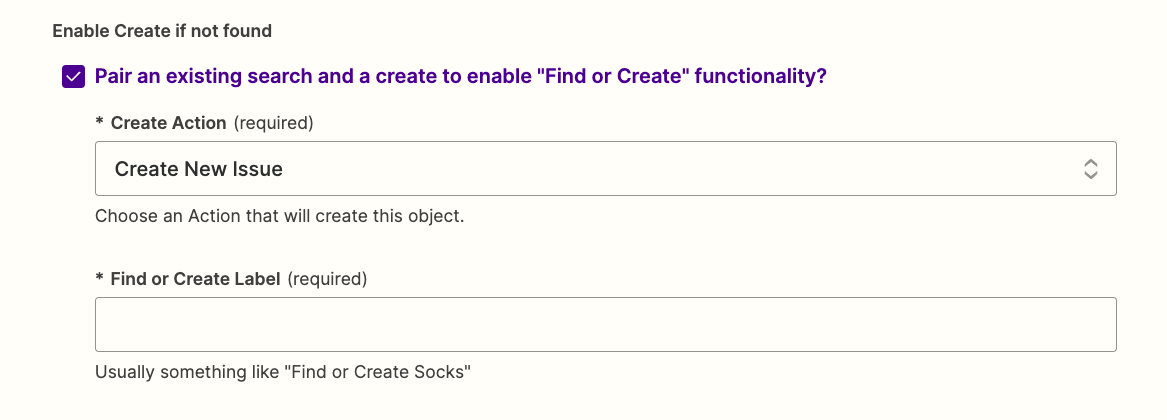 Enable Create if not found
Pair an existing search and a create to enable "Find or Create" functionality?
* Create Action (required)
Create New Issue
Choose an Action that will create this object.
* Find or Create Label (required)
Usually something like "Find or Create Socks"